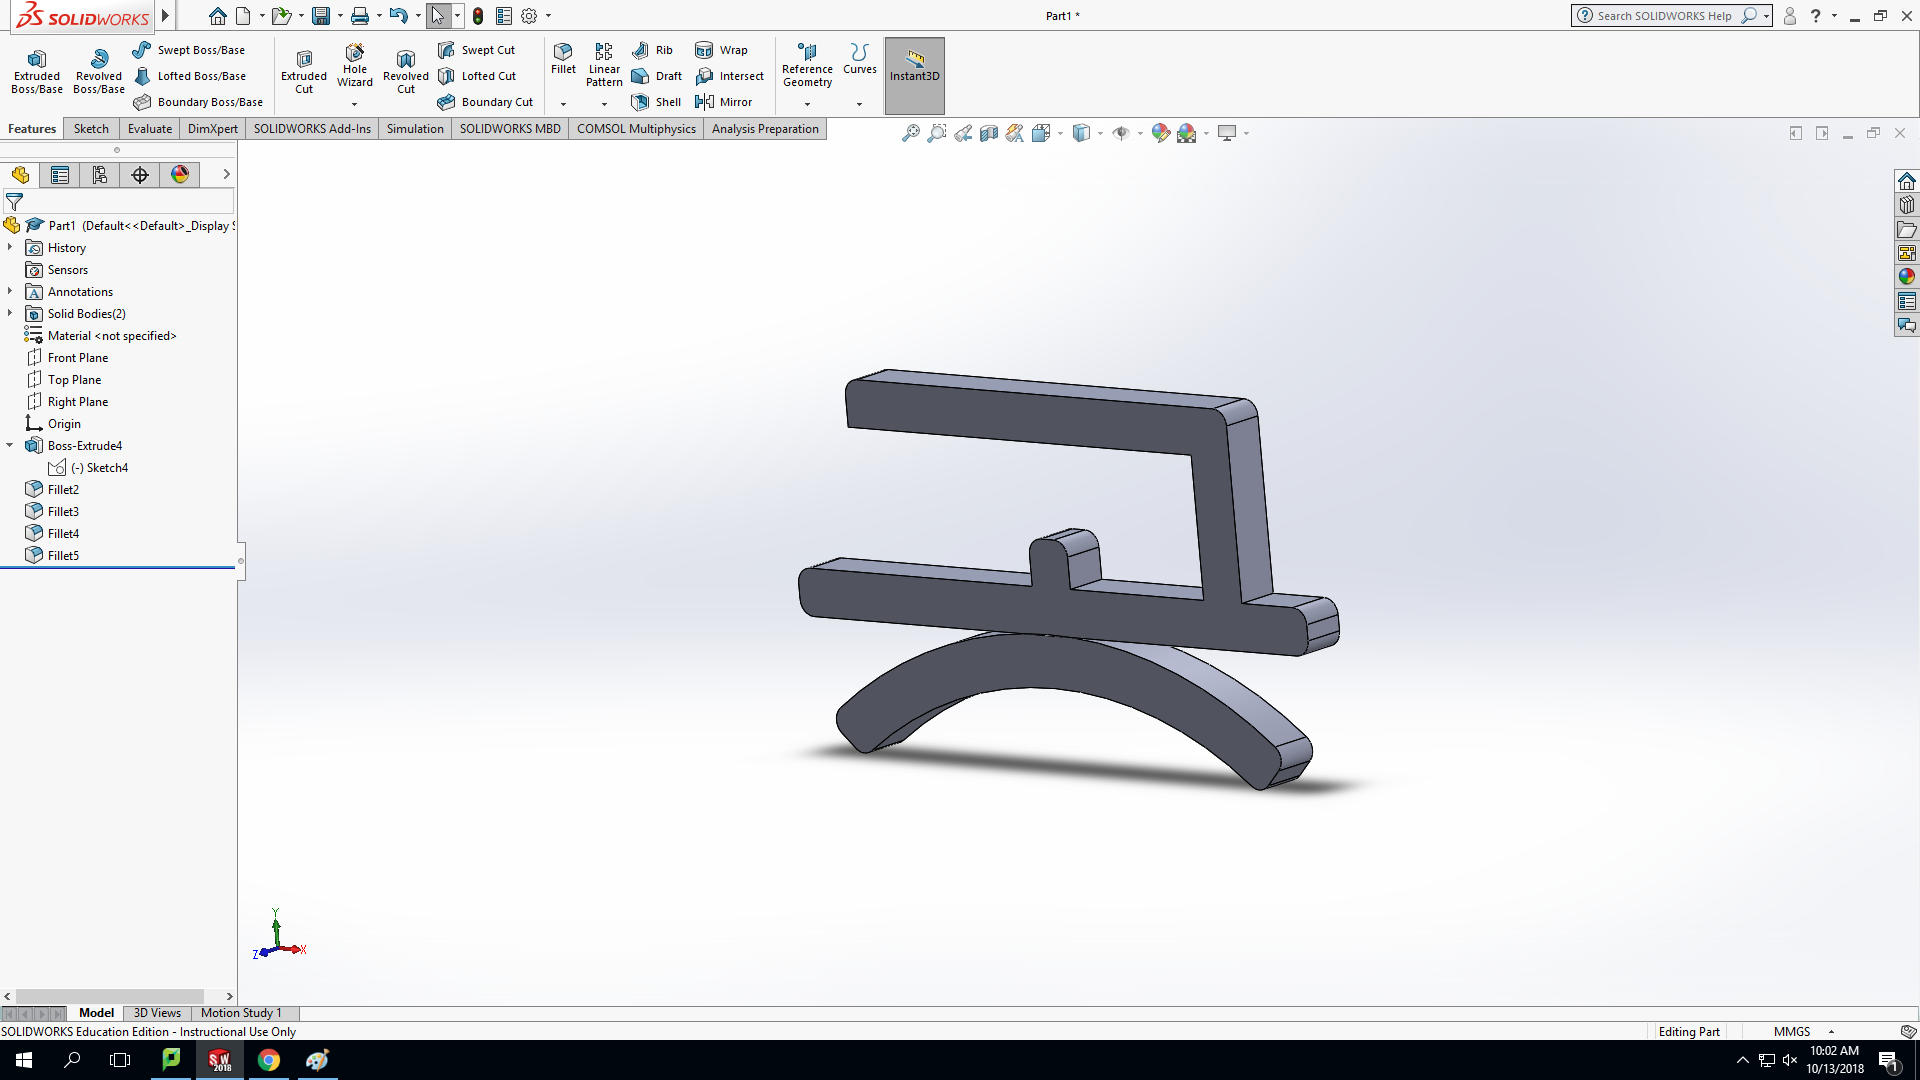 SOLIDWORKS
Part1 *
Search SOLIDWORKS Help
Extruded Boss/Base
Revolved Boss/Base
Swept Boss/Base
Lofted Boss/Base
Boundary Boss/Base
Extruded Cut
Hole Wizard
Revolved Cut
Swept Cut
Lofted Cut
Boundary Cut
Fillet
Linear Pattern
Rib
Draft
Shell
Wrap
Intersect
Mirror
Reference Geometry
Curves
Instant3D
Features
Sketch
Evaluate
DimXpert
SOLIDWORKS Add-Ins
Simulation
SOLIDWORKS MBD
COMSOL Multiphysics
Analysis Preparation
Part1 (Default<<Default>_Display S
History
Sensors
Annotations
Solid Bodies(2)
Material <not specified>
Front Plane
Top Plane
Right Plane
Origin
Boss-Extrude4
(-) Sketch4
Fillet2
Fillet3
Fillet4
Fillet5
Y
Z
X
Model
3D Views
Motion Study 1
SOLIDWORKS Education Edition - Instructional Use Only
Editing Part
MMGS
SW
2018
10:02 AM
10/13/2018
1